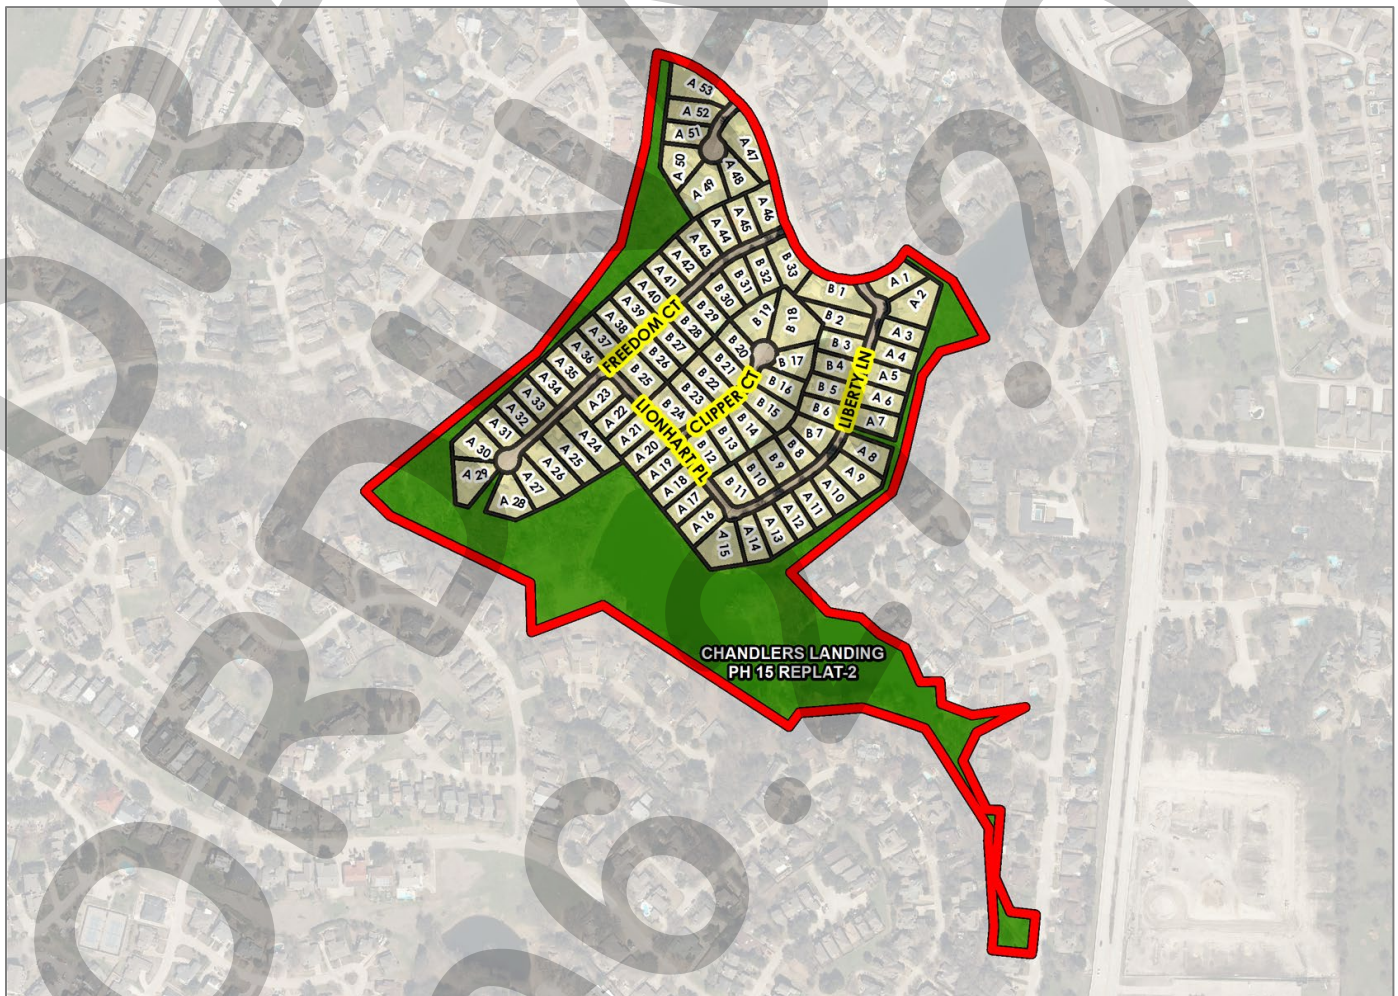 A 53
A 52
A 51
A 47
A 50
A 48
A 49
A 46
A 45
A 44
A 43
A 42
A 41
A 40
A 39
A 38
A 37
A 36
A 35
A 34
A 33
A 32
A 31
A 30
A 29
A 28
A 27
A 26
A 25
A 24
A 23
A 22
A 21
A 20
A 19
A 18
A 17
A 16
A 15
A 14
A 13
A 12
A 11
A 10
A 9
A 8
A 7
A 6
A 5
A 4
A 3
A 2
A 1
B 33
B 32
B 31
B 30
B 29
B 28
B 27
B 26
B 25
B 24
B 23
B 22
B 21
B 20
B 19
B 18
B 17
B 16
B 15
B 14
B 13
B 12
B 11
B 10
B 9
B 8
B 7
B 6
B 5
B 4
B 3
B 2
B 1
FREEDOM CT
LIONHART PL
CLIPPER CT
LIBERTY LN
CHANDLERS LANDING
PH 15 REPLAT-2